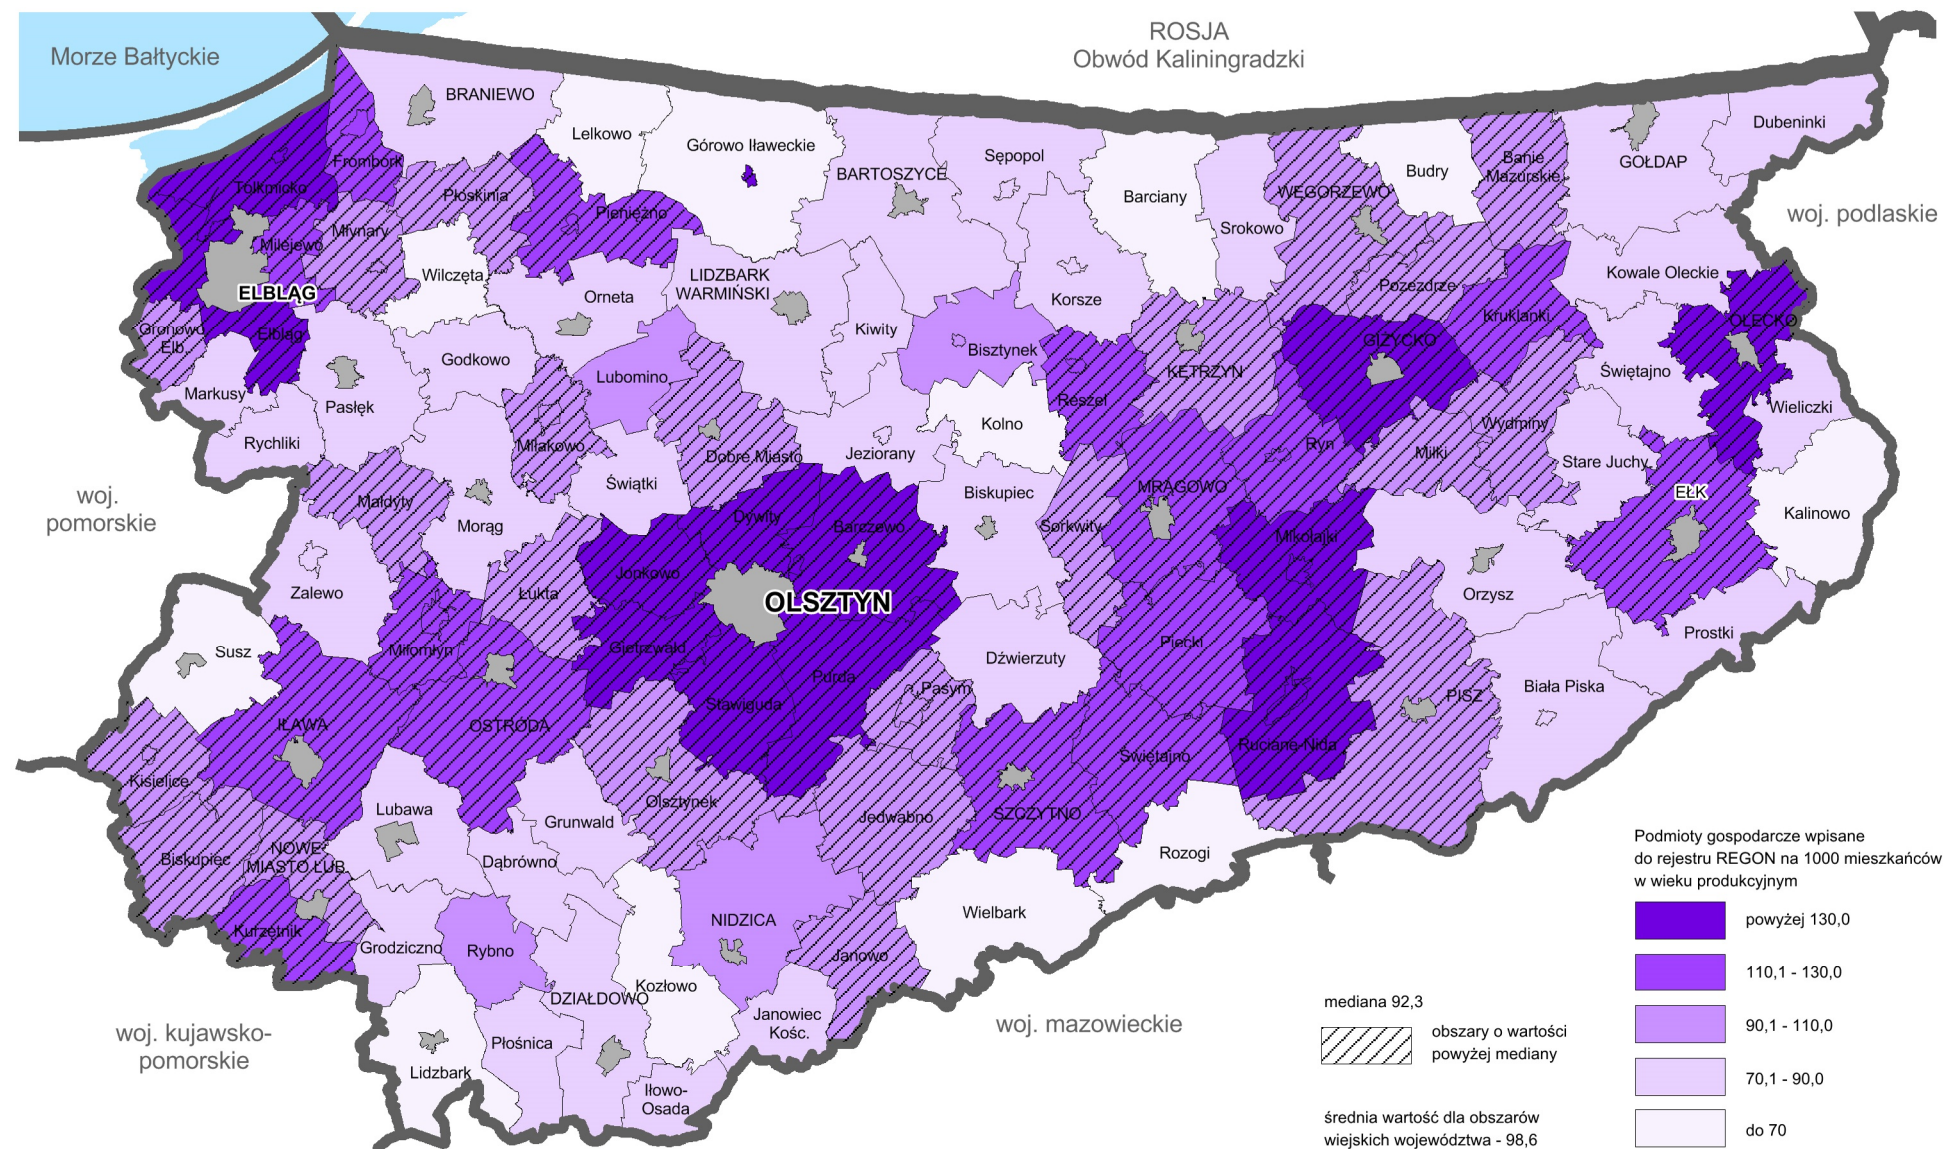 Morze Bałtyckie
ROSJA
Obwód Kaliningradzki
woj. podlaskie
woj.
pomorskie
woj. kujawsko-
pomorskie
woj. mazowieckie
BRANIEWO
Lelkowo
Górowo Iławeckie
BARTOSZYCE
Sępopol
Barciany
Srokowo
WĘGORZEWO
Budry
Banie
Mazurskie
GOŁDAP
Dubeninki
Frombork
Tolkmicko
Płoskinia
Pieniężno
Milejewo
Młynary
Wilczęta
Orneta
LIDZBARK
WARMIŃSKI
Kiwity
Korsze
Pozezdrze
Kruklanki
Kowale Oleckie
ELBLĄG
Elbląg
Gronowo
Elb.
Markusy
Pasłęk
Godkowo
Lubomino
Bisztynek
Reszel
KĘTRZYN
GIŻYCKO
OLECKO
Świętajno
Wieliczki
Rychliki
Miłakowo
Świątki
Dobre Miasto
Jeziorany
Kolno
Ryn
Miłki
Wydminy
Stare Juchy
EŁK
Kalinowo
Małdyty
Morąg
Dywity
Barczewo
Biskupiec
Sorkwity
MRĄGOWO
Mikołajki
Orzysz
Prostki
Zalewo
Łukta
Jonkowo
OLSZTYN
Susz
Miłomłyn
Gietrzwałd
Purda
Dźwierzuty
Piecki
Biała Piska
PISZ
IŁAWA
OSTRÓDA
Stawiguda
Pasym
Świętajno
Ruciane-Nida
Kisielice
Lubawa
Grunwald
Olsztynek
Jedwabno
SZCZYTNO
Rozogi
Biskupiec
NOWE
MIASTO LUB.
Dąbrówno
Kurzętnik
Grodziczno
Rybno
NIDZICA
Wielbark
Janowo
DZIAŁDOWO
Kozłowo
Janowiec
Kośc.
Płośnica
Lidzbark
Iłowo-
Osada
Podmioty gospodarcze wpisane
do rejestru REGON na 1000 mieszkańców
w wieku produkcyjnym
powyżej 130,0
110,1 - 130,0
90,1 - 110,0
70,1 - 90,0
do 70
mediana 92,3
obszary o wartości
powyżej mediany
średnia wartość dla obszarów
wiejskich województwa - 98,6